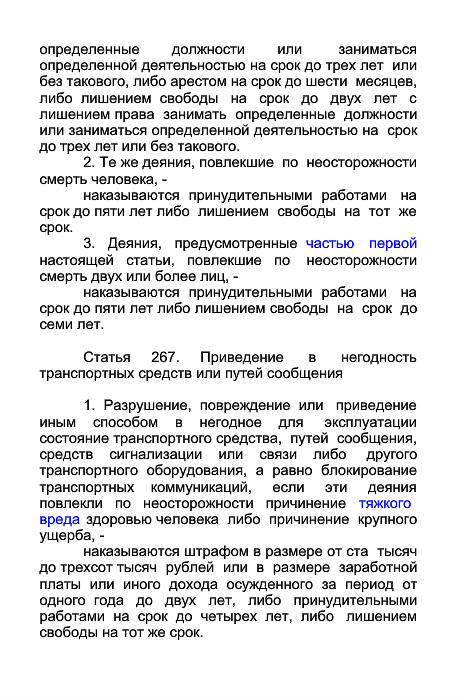 определенные должности или заниматься
определенной деятельностью на срок до трех лет или
без такового, либо арестом на срок до шести месяцев,
либо лишением свободы на срок до двух лет с
лишением права занимать определенные должности
или заниматься определенной деятельностью на срок
до трех лет или без такового.
2. Те же деяния, повлекшие по неосторожности
смерть человека, -
наказываются принудительными работами на
срок до пяти лет либо лишением свободы на тот же
срок.
3. Деяния, предусмотренные частью первой
настоящей статьи, повлекшие по неосторожности
смерть двух или более лиц, -
наказываются принудительными работами на
срок до пяти лет либо лишением свободы на срок до
семи лет.
Статья 267. Приведение в негодность
транспортных средств или путей сообщения
1. Разрушение, повреждение или приведение
иным способом в негодное для эксплуатации
состояние транспортного средства, путей сообщения,
средств сигнализации или связи либо другого
транспортного оборудования, а равно блокирование
транспортных коммуникаций, если эти деяния
повлекли по неосторожности причинение тяжкого
вреда здоровью человека либо причинение крупного
ущерба, -
наказываются штрафом в размере от ста тысяч
до трехсот тысяч рублей или в размере заработной
платы или иного дохода осужденного за период от
одного года до двух лет, либо принудительными
работами на срок до четырех лет, либо лишением
свободы на тот же срок.